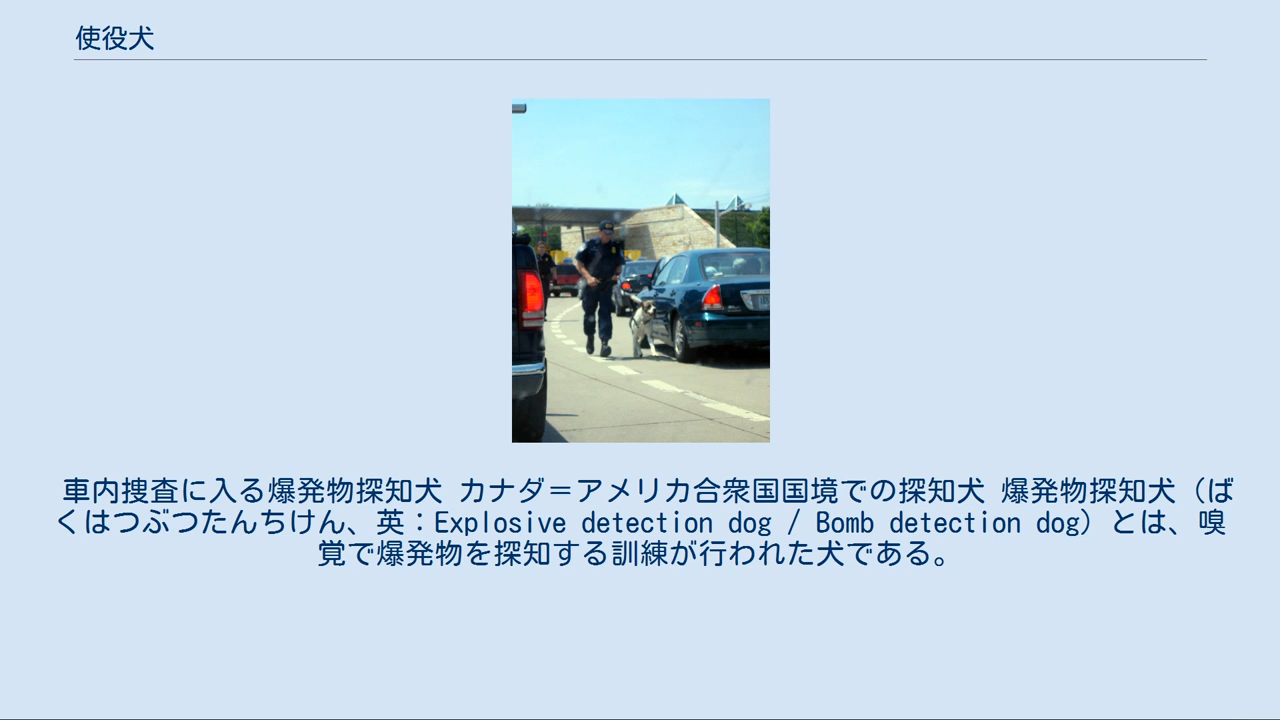 使役犬
車内捜査に入る爆発物探知犬 カナダ＝アメリカ合衆国国境での探知犬 爆発物探知犬（ば
くはつぶつたんちけん、英：Explosive detection dog / Bomb detection dog）とは、嗅
覚で爆発物を探知する訓練が行われた犬である。